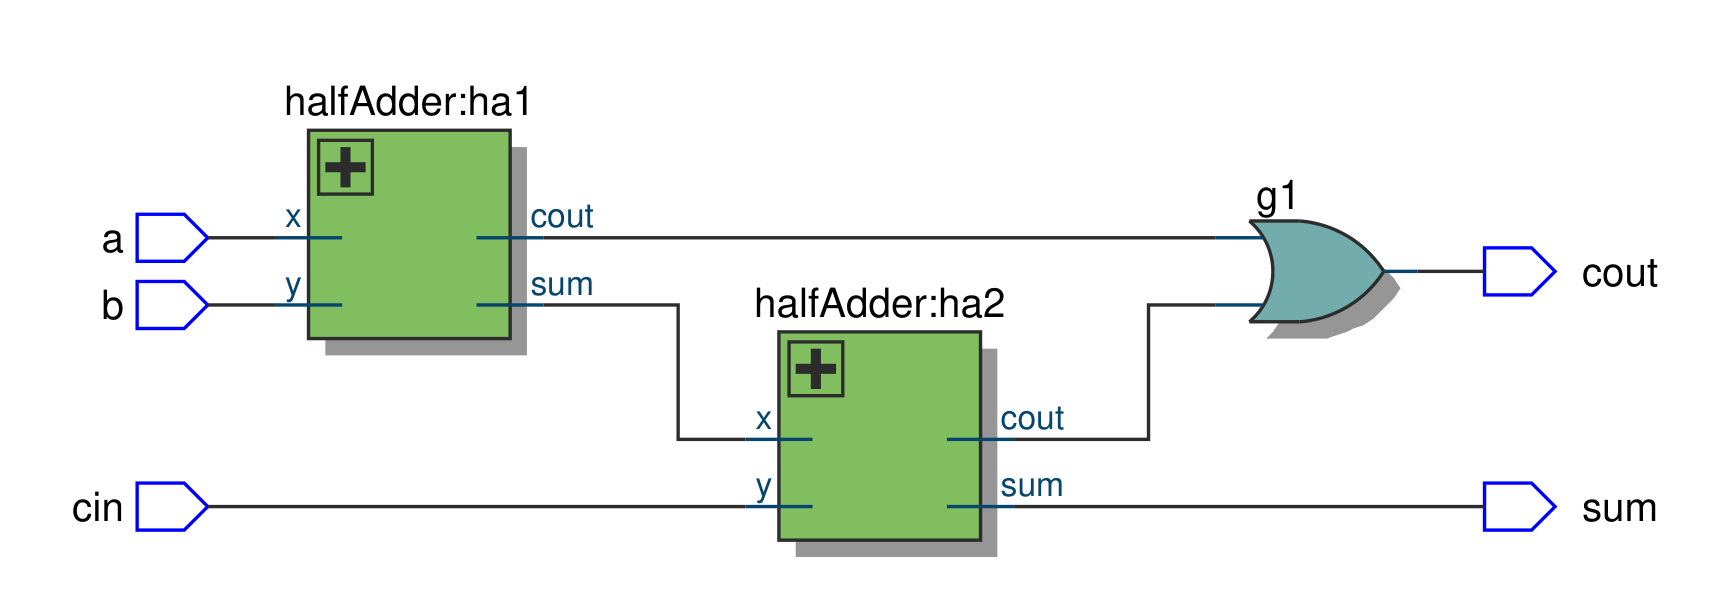 halfAdder:ha1
x
cout
a
y
sum
b
g1
cout
halfAdder:ha2
x
cout
y
sum
cin
sum